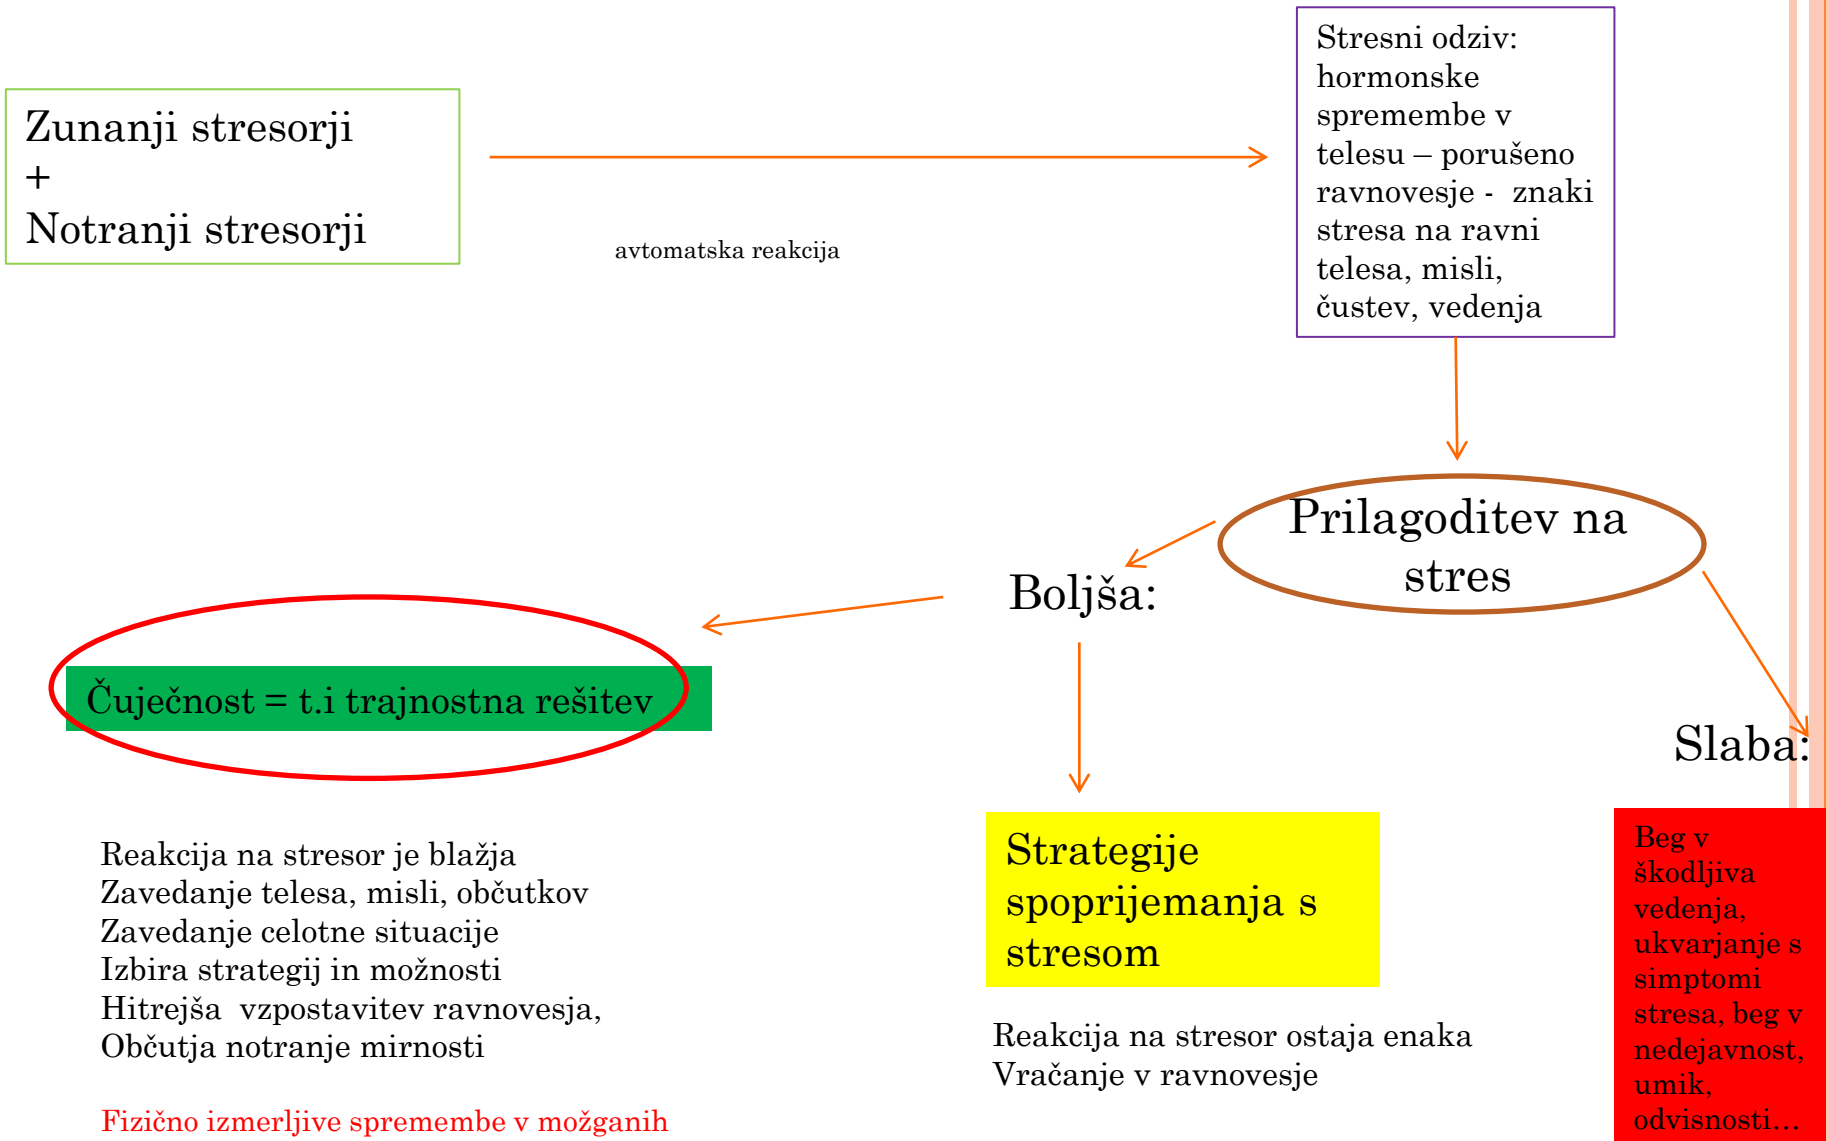 Zunanji stresorji
+
Notranji stresorji
avtomatska reakcija
Stresni odziv:
hormonske
spremembe v
telesu – porušeno
ravnovesje -  znaki
stresa na ravni
telesa, misli,
čustev, vedenja
Prilagoditev na
stres
Boljša:
Slaba:
Čuječnost = t.i trajnostna rešitev
Reakcija na stresor je blažja
Zavedanje telesa, misli, občutkov
Zavedanje celotne situacije
Izbira strategij in možnosti
Hitrejša  vzpostavitev ravnovesja,
Občutja notranje mirnosti
Fizično izmerljive spremembe v možganih
Strategije
spoprijemanja s
stresom
Reakcija na stresor ostaja enaka
Vračanje v ravnovesje
Beg v
škodljiva
vedenja,
ukvarjanje s
simptomi
stresa, beg v
nedejavnost,
umik,
odvisnosti…